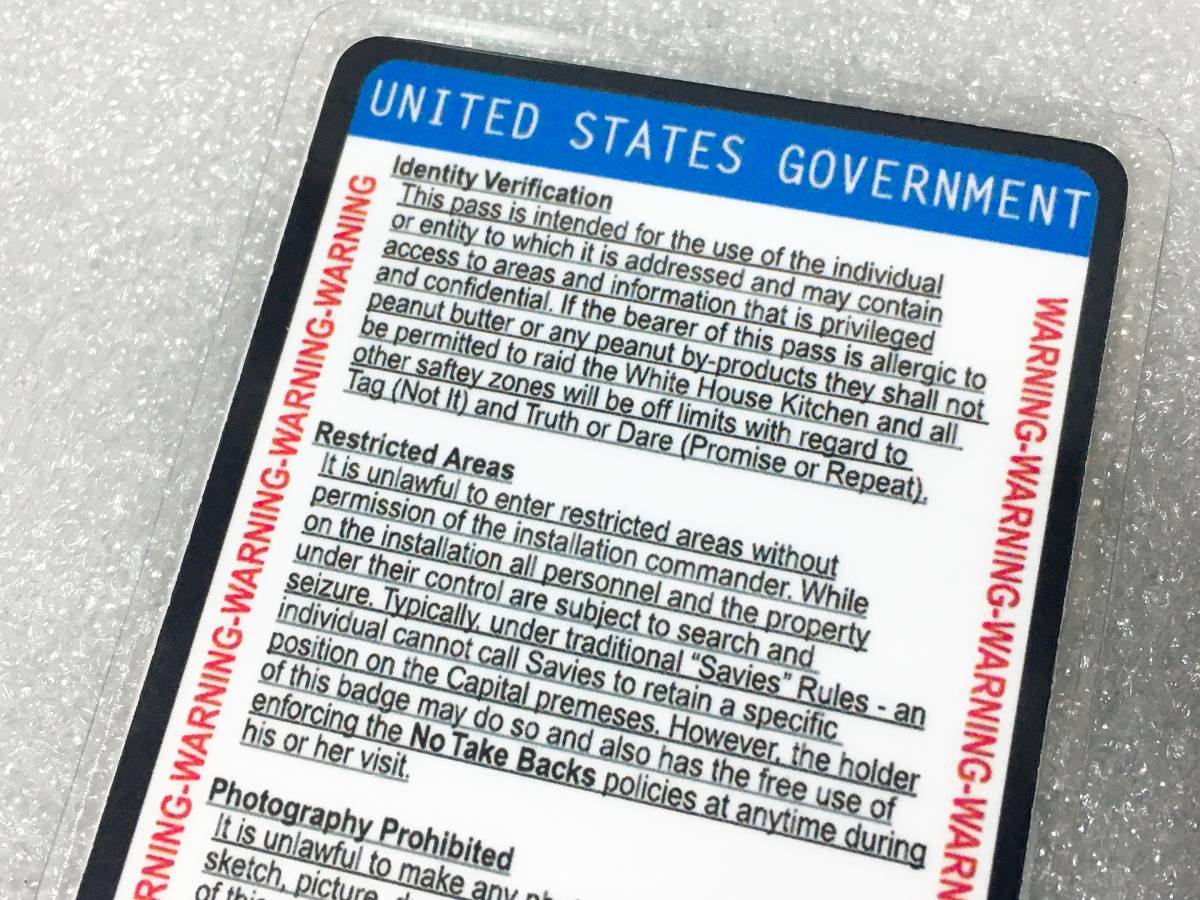 UNITED STATES GOVERNMENT
Identity Verification
This pass is intended for the use of the individual
or entity to which it is addressed and may contain
access to areas and information that is privileged
and confidential. If the bearer of this pass is allergic to
peanut butter or any peanut by-products they shall not
be permitted to raid the White House Kitchen and all
other saftey zones will be off limits with regard to
Tag (Not It) and Truth or Dare (Promise or Repeat).
Restricted Areas
It is unlawful to enter restricted areas without
permission of the installation commander. While
on the installation all personnel and the property
under their control are subject to search and
seizure. Typically, under traditional “Savies” Rules - an
individual cannot call Savies to retain a specific
position on the Capital premeses. However, the holder
of this badge may do so and also has the free use of
enforcing the No Take Backs policies at anytime during
his or her visit.
Photography Prohibited
It is unlawful to make any
sketch, picture,
of this
WARNING-WARNING-WARNING-WARNING-WARNING
WARNING-WARNING-WARNING-WARN